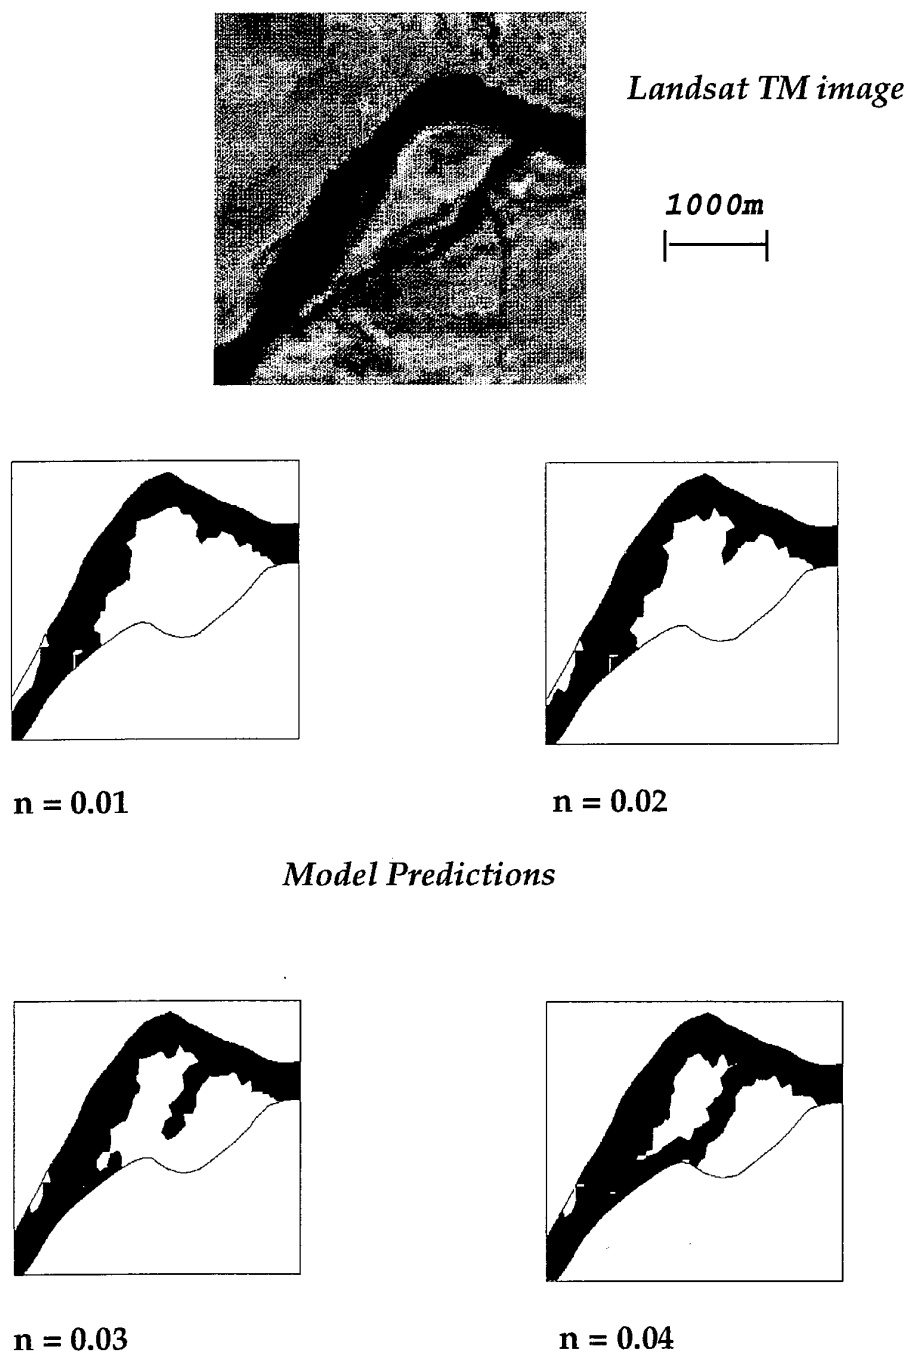 Landsat TM image
1000m
n = 0.01
n = 0.02
Model Predictions
n = 0.03
n = 0.04